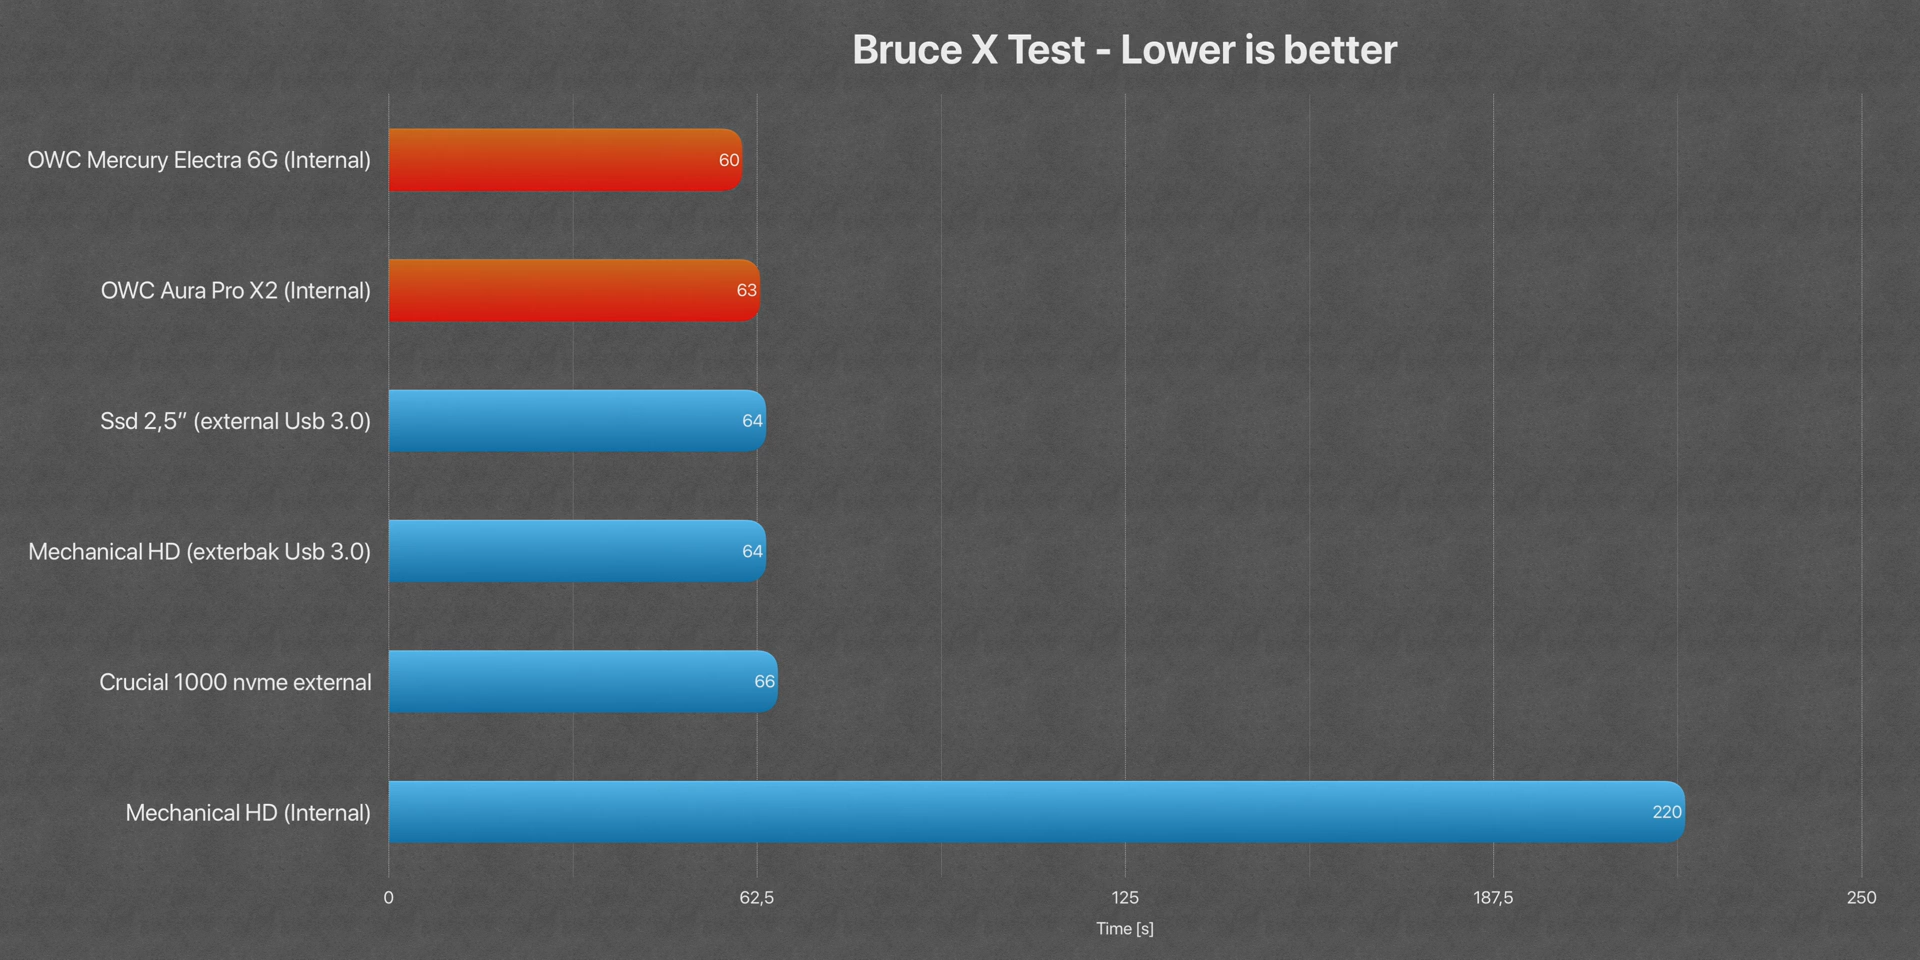 Bruce X Test - Lower is better
OWC Mercury Electra 6G (Internal)
60
OWC Aura Pro X2 (Internal)
63
Ssd 2,5” (external Usb 3.0)
64
Mechanical HD (exterbak Usb 3.0)
64
Crucial 1000 nvme external
66
Mechanical HD (Internal)
220
0
62,5
125
187,5
250
Time [s]